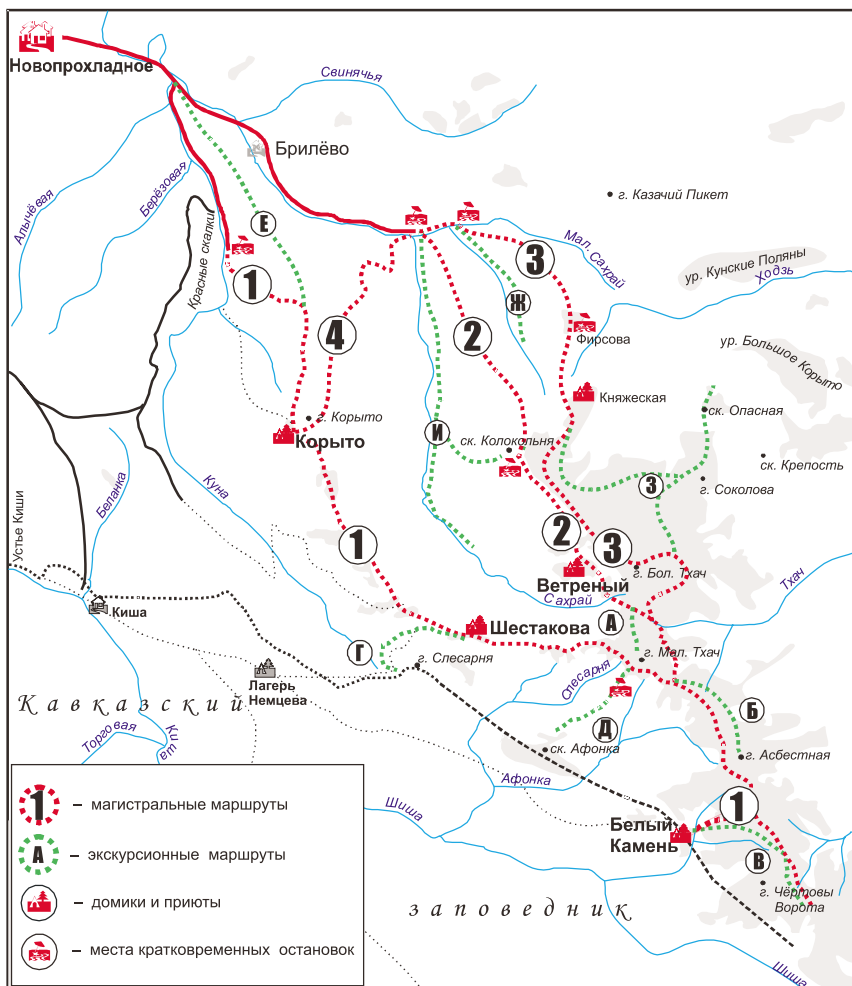 Новопрохладное
Свинячья
Брилёво
Алычёвая
Берёзовая
г. Казачий Пикет
Е
Мал. Сахрай
Красные скалки
ур. Кунские Поляны
Ходзь
3
1
Ж
4
2
Фирсова
ур. Большое Корыто
Княжеская
г. Корыто
ск. Опасная
Корыто
И
ск. Колокольня
ск. Крепость
З
г. Соколова
Куна
Беланка
Устье Киши
1
2
3
г. Бол. Тхач
Тхач
Ветреный
Сахрай
Киша
А
Шестакова
Г
г. Слесарня
г. Мал. Тхач
Лагерь
Немцева
Слесарня
Кавказский
Киша
Торговая
Б
Д
ск. Афонка
г. Асбестная
Афонка
1
– магистральные маршруты
Шиша
Белый
Камень
1
А
– экскурсионные маршруты
В
г. Чёртовы
Ворота
– домики и приюты
заповедник
– места кратковременных остановок
Шиша